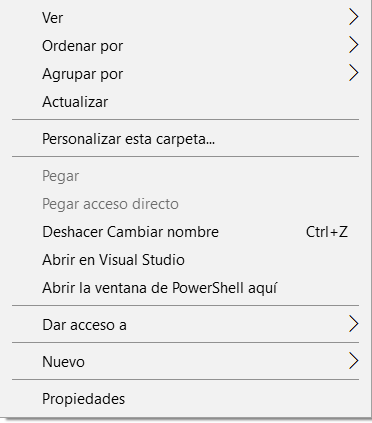 Ver
Ordenar por
Agrupar por
Actualizar
Personalizar esta carpeta...
Pegar
Pegar acceso directo
Deshacer Cambiar nombre Ctrl+Z
Abrir en Visual Studio
Abrir la ventana de PowerShell aquí
Dar acceso a
Nuevo
Propiedades